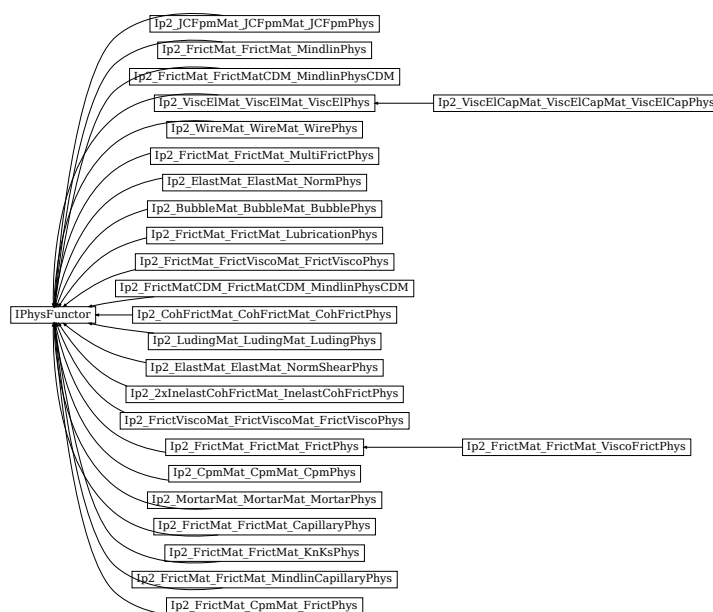 Ip2_JCFpmMat_JCFpmMat_JCFpmPhys
Ip2_FrictMat_FrictMat_MindlinPhys
Ip2_FrictMat_FrictMatCDM_MindlinPhysCDM
Ip2_ViscElMat_ViscElMat_ViscElPhys
Ip2_ViscElCapMat_ViscElCapMat_ViscElCapPhys
Ip2_WireMat_WireMat_WirePhys
Ip2_FrictMat_FrictMat_MultiFrictPhys
Ip2_ElastMat_ElastMat_NormPhys
Ip2_BubbleMat_BubbleMat_BubblePhys
Ip2_FrictMat_FrictMat_LubricationPhys
Ip2_FrictMat_FrictViscoMat_FrictViscoPhys
Ip2_FrictMatCDM_FrictMatCDM_MindlinPhysCDM
IPhysFunctor
Ip2_CohFrictMat_CohFrictMat_CohFrictPhys
Ip2_LudingMat_LudingMat_LudingPhys
Ip2_ElastMat_ElastMat_NormShearPhys
Ip2_2xInelastCohFrictMat_InelastCohFrictPhys
Ip2_FrictViscoMat_FrictViscoMat_FrictViscoPhys
Ip2_FrictMat_FrictMat_FrictPhys
Ip2_FrictMat_FrictMat_ViscoFrictPhys
Ip2_CpmMat_CpmMat_CpmPhys
Ip2_MortarMat_MortarMat_MortarPhys
Ip2_FrictMat_FrictMat_CapillaryPhys
Ip2_FrictMat_FrictMat_KnKsPhys
Ip2_FrictMat_FrictMat_MindlinCapillaryPhys
Ip2_FrictMat_CpmMat_FrictPhys